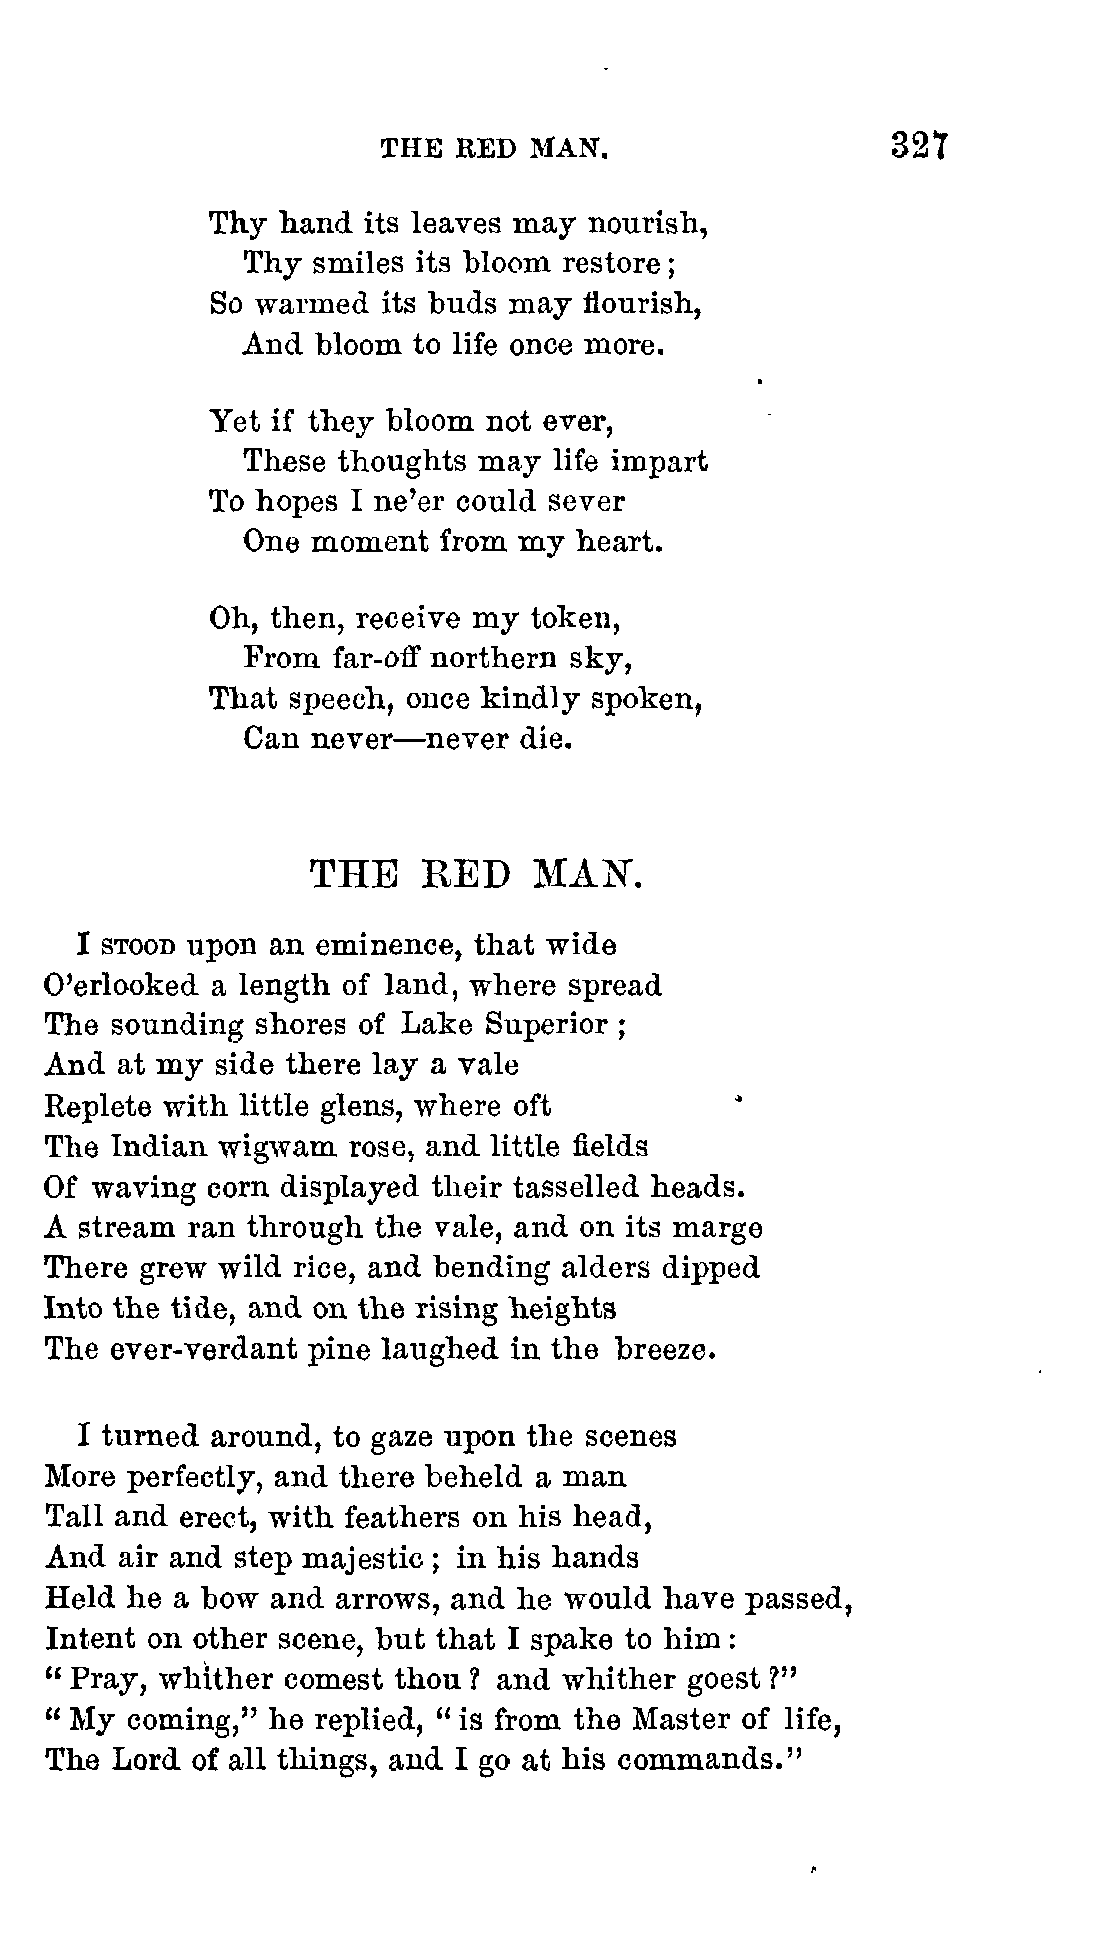 THE RED MAN. 327
Thy hand its leaves may nourish,
Thy smiles its bloom restore;
So warmed its buds may flourish,
And bloom to life once more.
Yet if they bloom not ever,
These thoughts may life impart
To hopes I ne'er could sever
One moment from my heart.
Oh, then, receive my token,
From far-off northern sky,
That speech, once kindly spoken,
Can never—never die.
THE RED MAN.
I STOOD upon an eminence, that wide
O'erlooked a length of land, where spread
The sounding shores of Lake Superior;
And at my side there lay a vale
Replete with little glens, where oft
The Indian wigwam rose, and little fields
Of waving corn displayed their tasselled heads.
A stream ran through the vale, and on its marge
There grew wild rice, and bending alders dipped
Into the tide, and on the rising heights
The ever-verdant pine laughed in the breeze.
I turned around, to gaze upon the scenes
More perfectly, and there beheld a man
Tall and erect, with feathers on his head,
And air and step majestic; in his hands
Held he a bow and arrows, and he would have passed,
Intent on other scene, but that I spake to him:
"Pray, whither comest thou? and whither goest?"
"My coming," he replied, "is from the Master of life,
The Lord of all things, and I go at his commands."